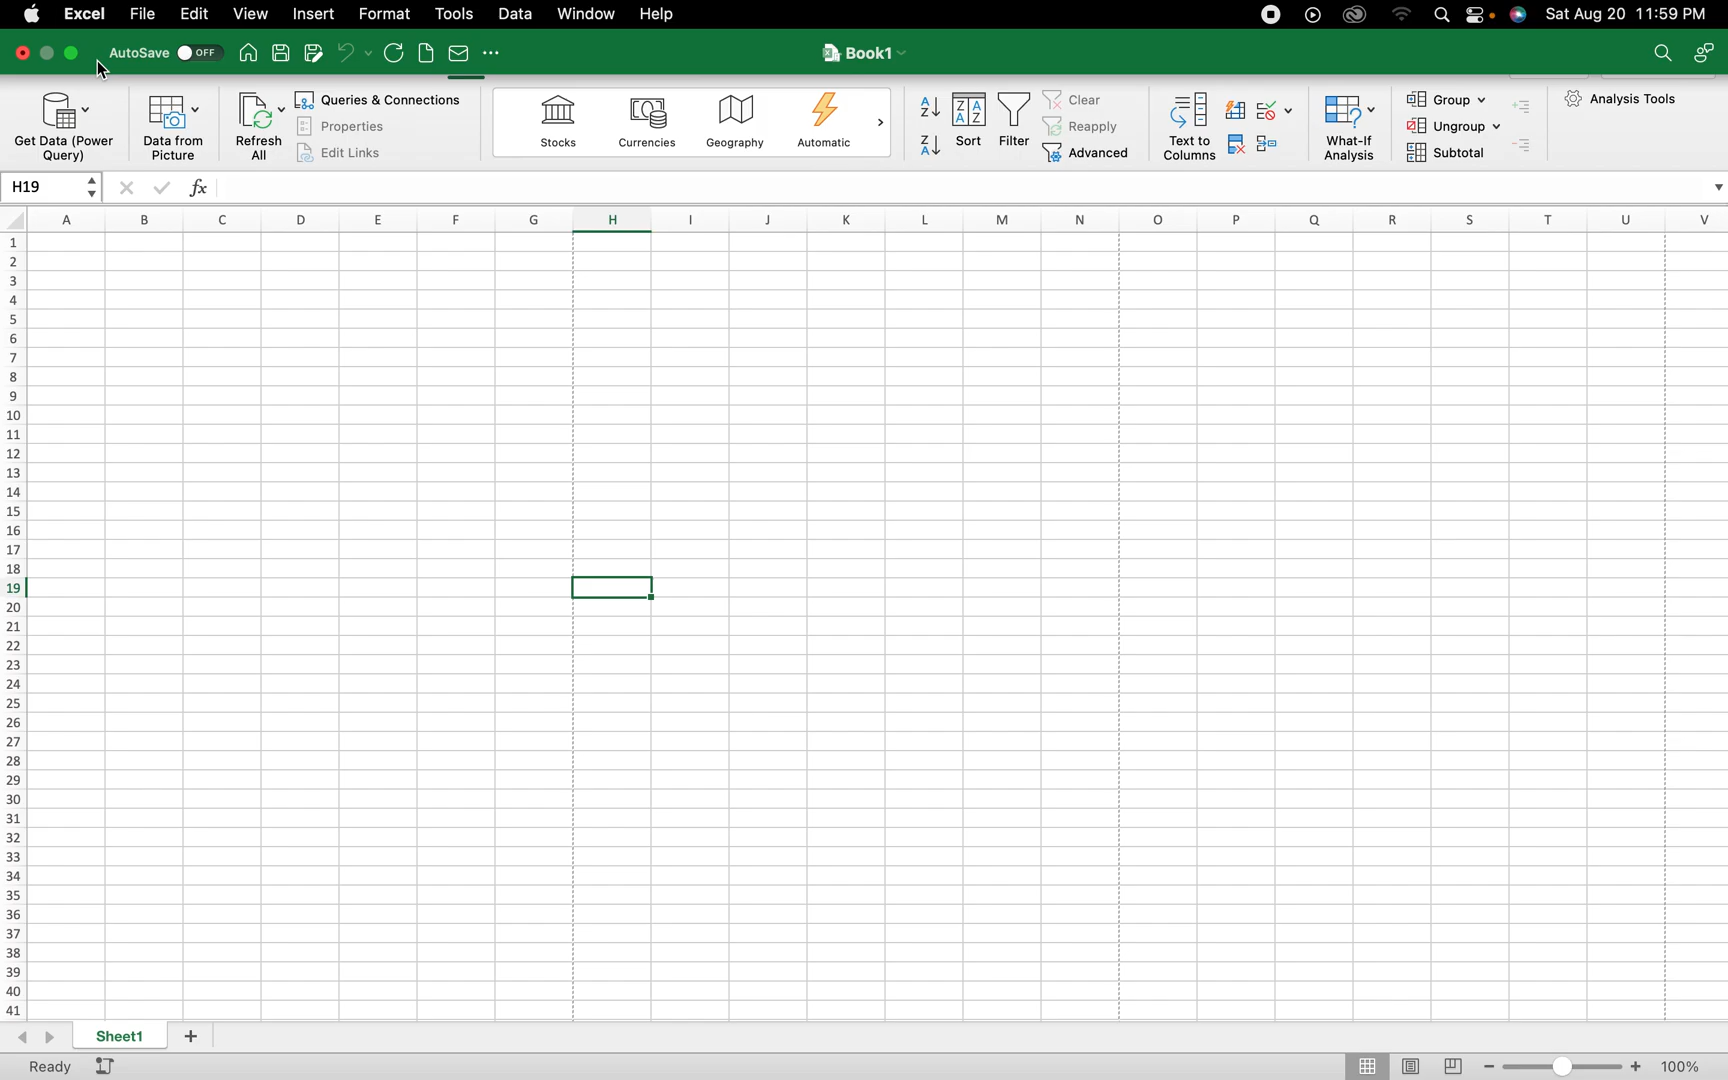 Excel File Edit View Insert Format Tools Data Window Help Sat Aug 20 11:59 PM
AutoSave OFF Book1
Get Data (Power Query)
Data from Picture
Refresh All
Queries & Connections
Properties
Edit Links
Stocks
Currencies
Geography
Automatic
Sort
Filter
Clear
Reapply
Advanced
Text to Columns
What-If Analysis
Group
Ungroup
Subtotal
Analysis Tools
H19 fx
A B C D E F G H I J K L M N O P Q R S T U V
1
2
3
4
5
6
7
8
9
10
11
12
13
14
15
16
17
18
19
20
21
22
23
24
25
26
27
28
29
30
31
32
33
34
35
36
37
38
39
40
41
Sheet1
Ready 100%